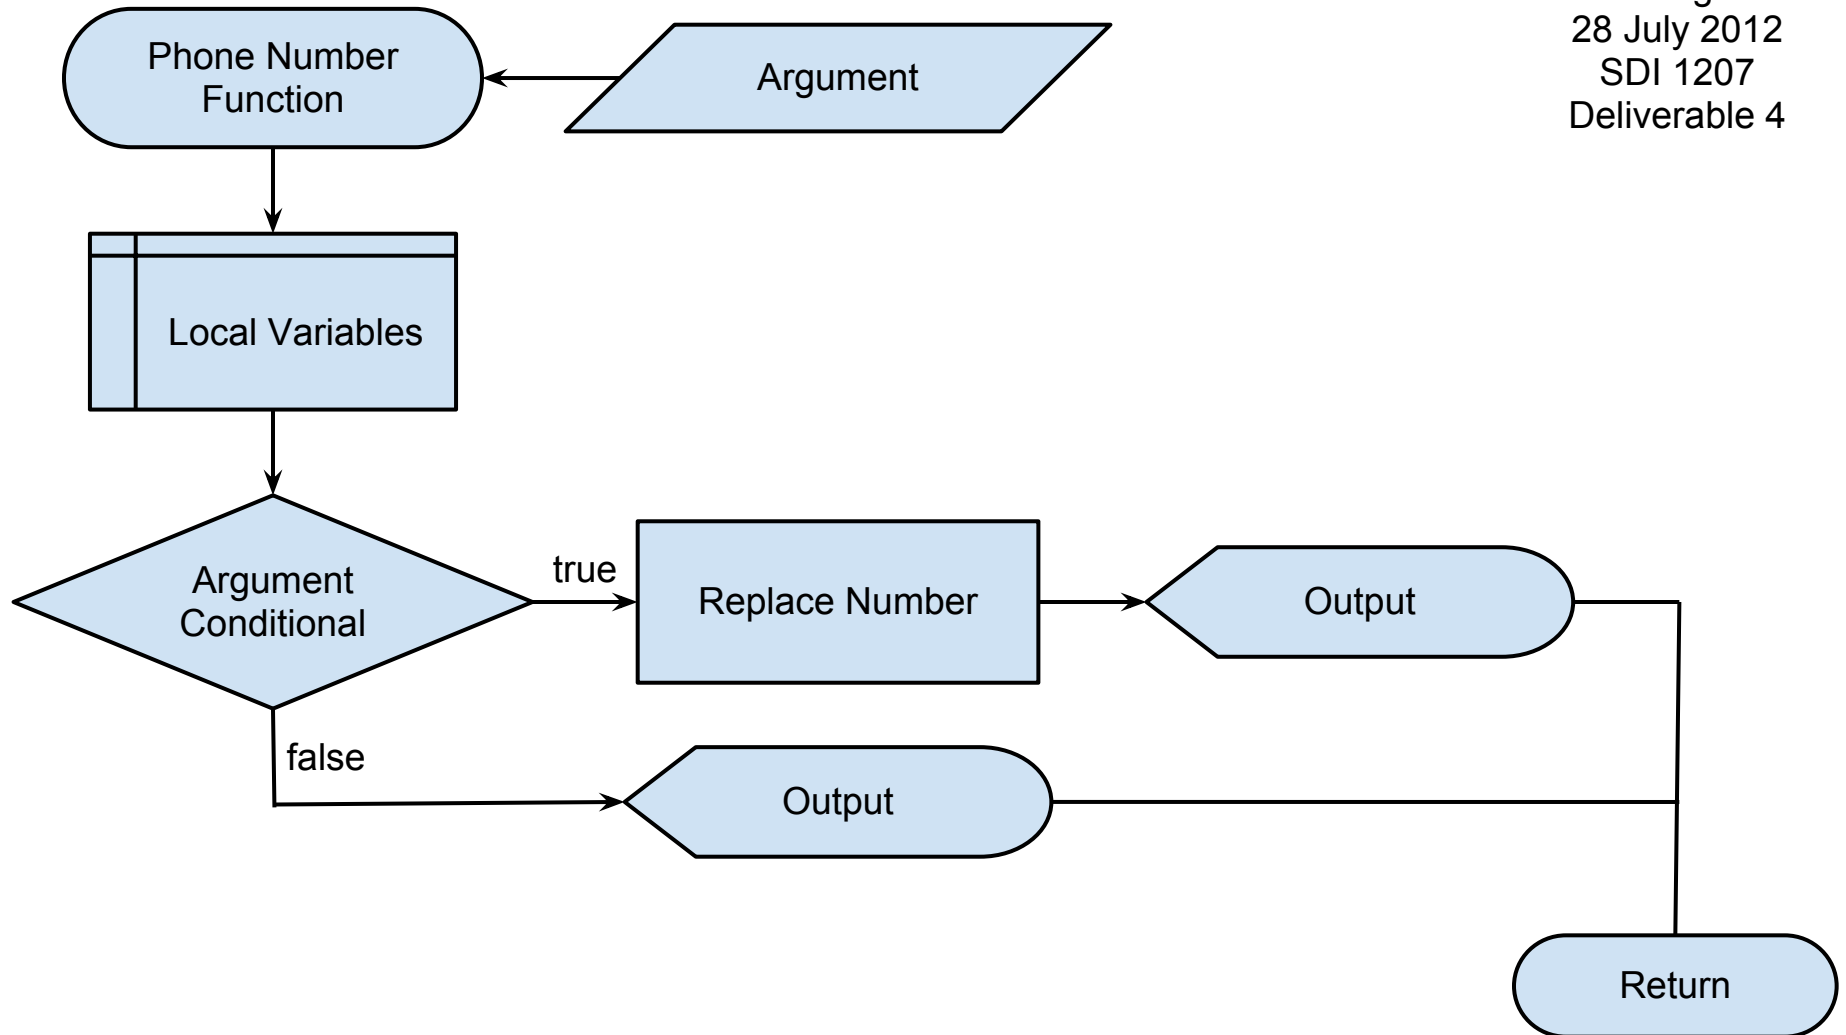 Phone Number
Function
Argument
28 July 2012
SDI 1207
Deliverable 4
Local Variables
Argument
Conditional
true
Replace Number
Output
false
Output
Return